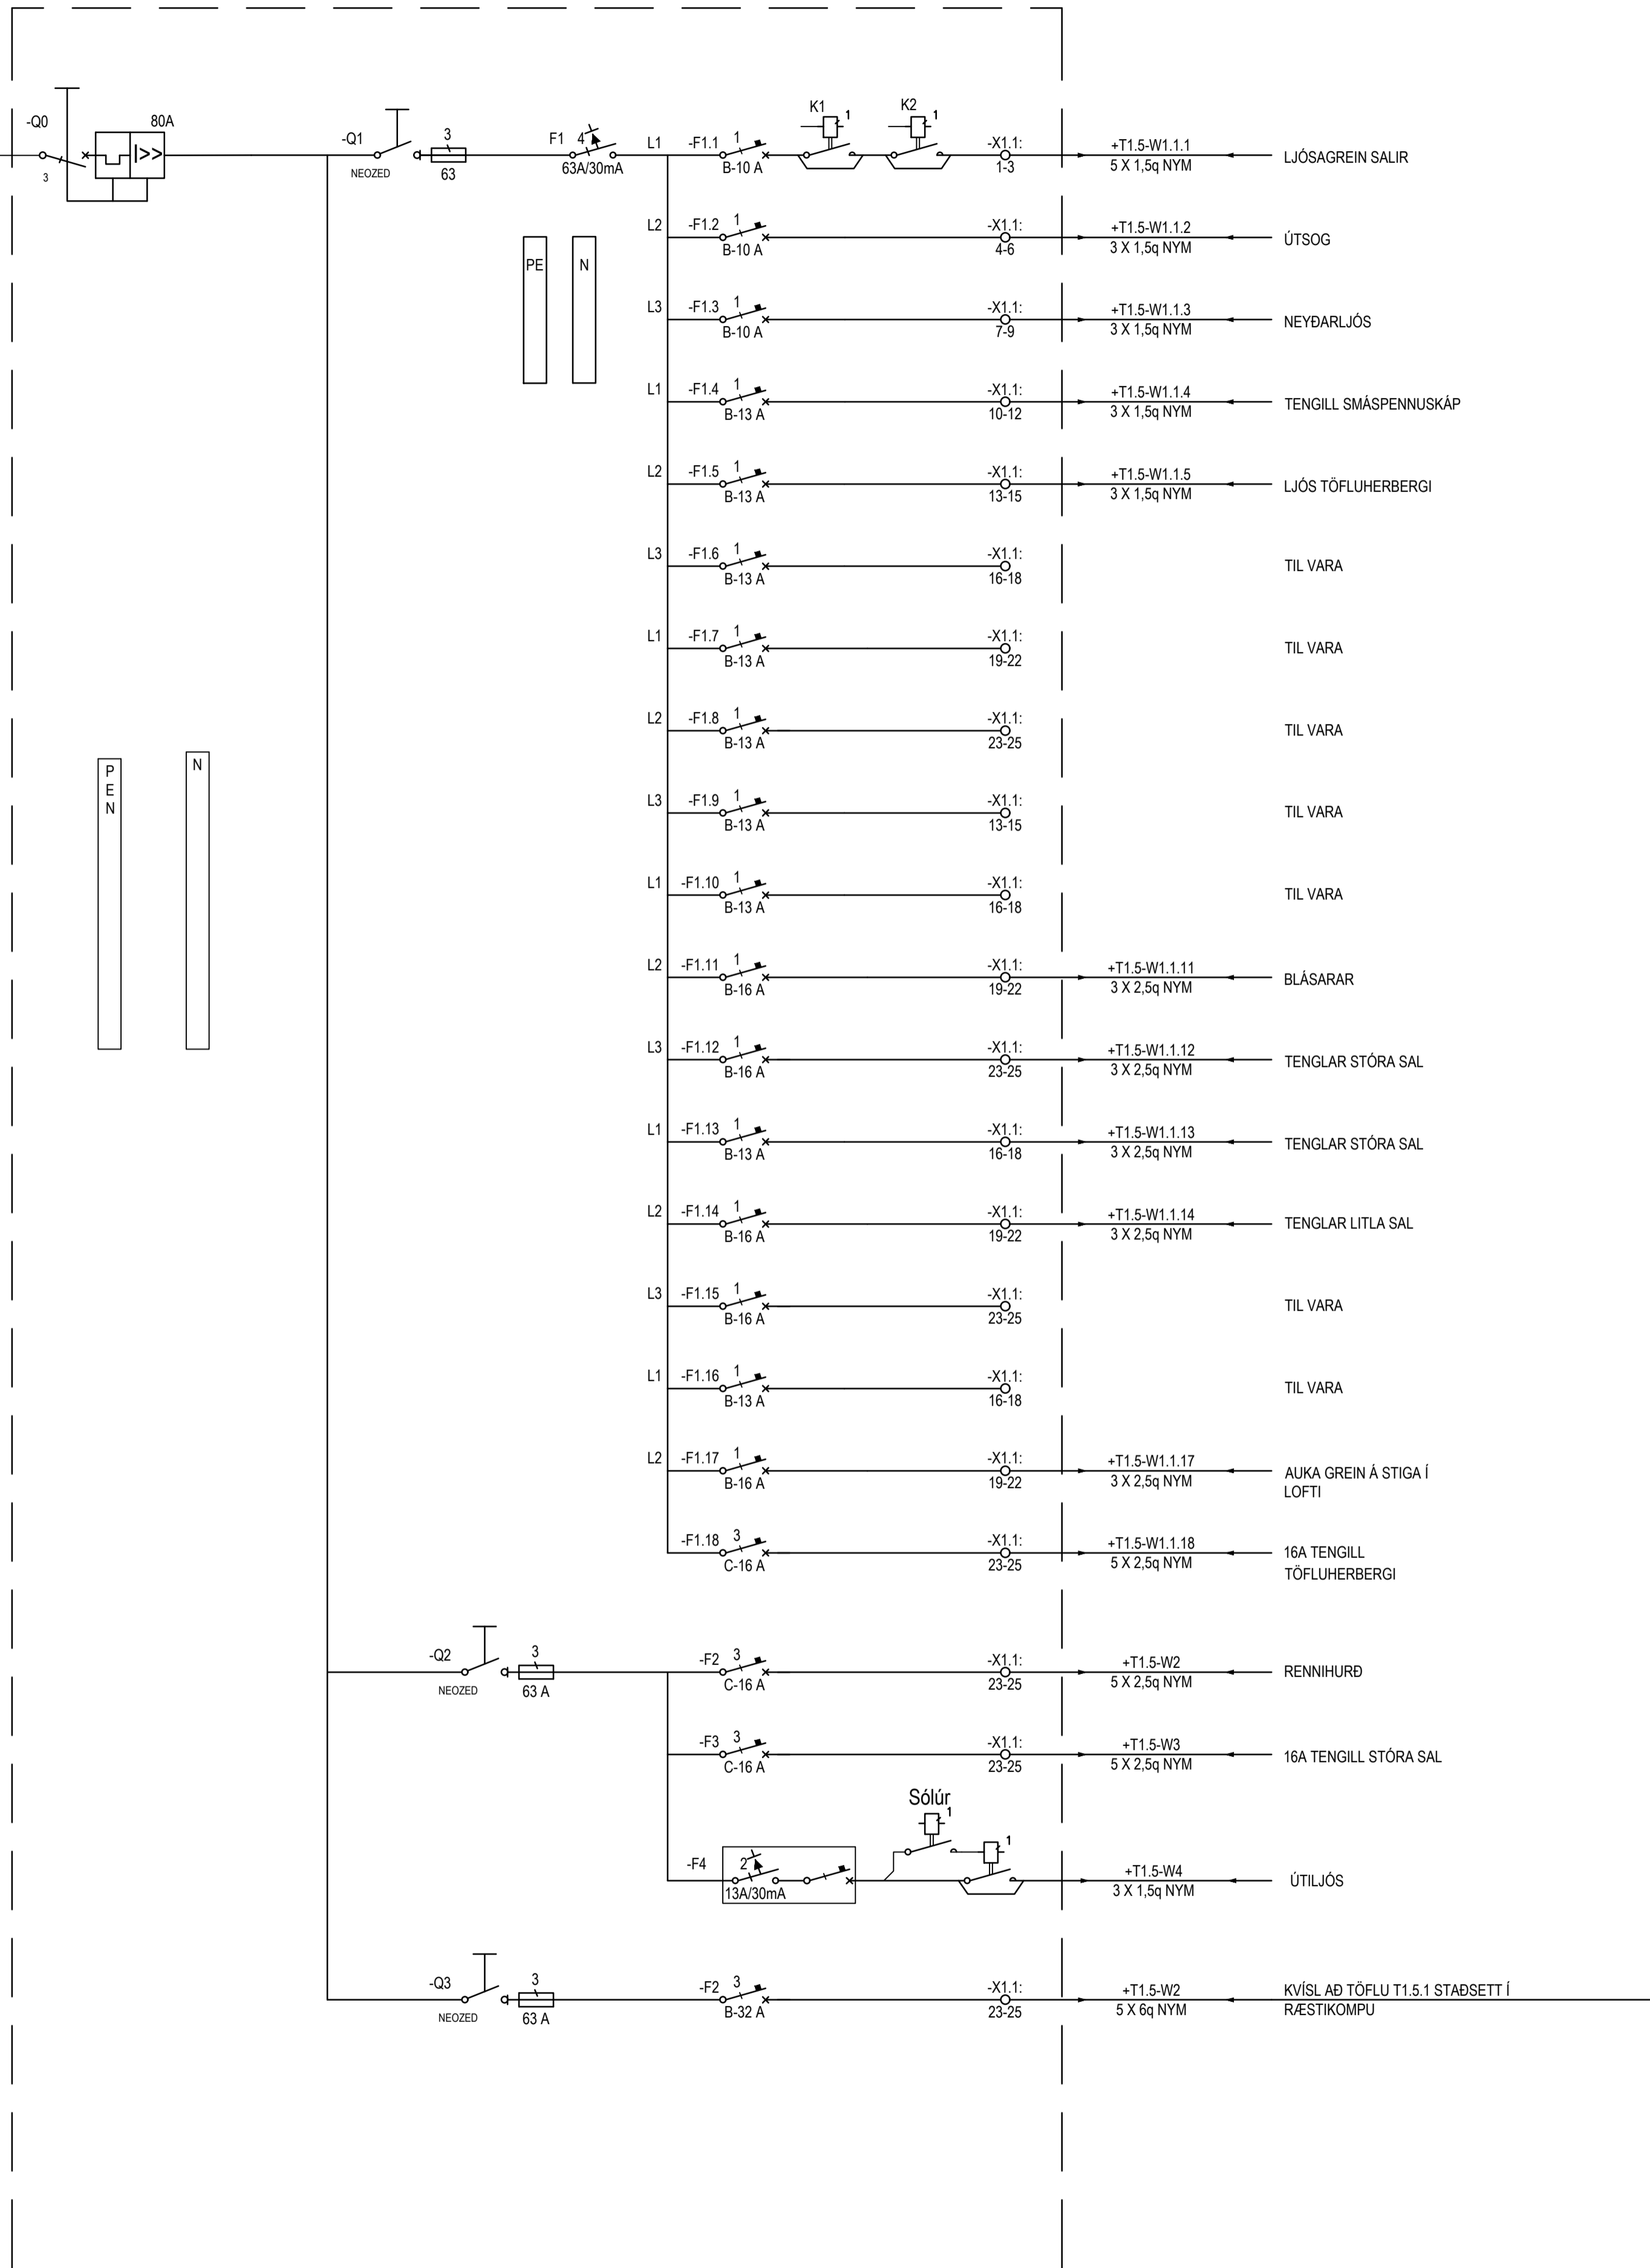 -Q0
80A
3
-Q1
NEOZED
3
63
F1
4
63A/30mA
L1
-F1.1
1
B-10 A
K1
1
K2
1
-X1.1:
1-3
+T1.5-W1.1.1
5 X 1,5q NYM
LJÓSAGREIN SALIR
L2
-F1.2
1
B-10 A
-X1.1:
4-6
+T1.5-W1.1.2
3 X 1,5q NYM
ÚTSOG
PE
N
L3
-F1.3
1
B-10 A
-X1.1:
7-9
+T1.5-W1.1.3
3 X 1,5q NYM
NEYÐARLJÓS
L1
-F1.4
1
B-13 A
-X1.1:
10-12
+T1.5-W1.1.4
3 X 1,5q NYM
TENGILL SMÁSPENNUSKÁP
L2
-F1.5
1
B-13 A
-X1.1:
13-15
+T1.5-W1.1.5
3 X 1,5q NYM
LJÓS TÖFLUHERBERGI
L3
-F1.6
1
B-13 A
-X1.1:
16-18
TIL VARA
L1
-F1.7
1
B-13 A
-X1.1:
19-22
TIL VARA
L2
-F1.8
1
B-13 A
-X1.1:
23-25
TIL VARA
P
E
N
N
L3
-F1.9
1
B-13 A
-X1.1:
13-15
TIL VARA
L1
-F1.10
1
B-13 A
-X1.1:
16-18
TIL VARA
L2
-F1.11
1
B-16 A
-X1.1:
19-22
+T1.5-W1.1.11
3 X 2,5q NYM
BLÁSARAR
L3
-F1.12
1
B-16 A
-X1.1:
23-25
+T1.5-W1.1.12
3 X 2,5q NYM
TENGLAR STÓRA SAL
L1
-F1.13
1
B-13 A
-X1.1:
16-18
+T1.5-W1.1.13
3 X 2,5q NYM
TENGLAR STÓRA SAL
L2
-F1.14
1
B-16 A
-X1.1:
19-22
+T1.5-W1.1.14
3 X 2,5q NYM
TENGLAR LITLA SAL
L3
-F1.15
1
B-16 A
-X1.1:
23-25
TIL VARA
L1
-F1.16
1
B-13 A
-X1.1:
16-18
TIL VARA
L2
-F1.17
1
B-16 A
-X1.1:
19-22
+T1.5-W1.1.17
3 X 2,5q NYM
AUKA GREIN Á STIGA Í
LOFTI
-F1.18
3
C-16 A
-X1.1:
23-25
+T1.5-W1.1.18
5 X 2,5q NYM
16A TENGILL
TÖFLUHERBERGI
-Q2
NEOZED
3
63 A
-F2
3
C-16 A
-X1.1:
23-25
+T1.5-W2
5 X 2,5q NYM
RENNIHURÐ
-F3
3
C-16 A
-X1.1:
23-25
+T1.5-W3
5 X 2,5q NYM
16A TENGILL STÓRA SAL
Sólúr
1
1
-F4
2
13A/30mA
+T1.5-W4
3 X 1,5q NYM
ÚTILJÓS
-Q3
NEOZED
3
63 A
-F2
3
B-32 A
-X1.1:
23-25
+T1.5-W2
5 X 6q NYM
KVÍSL AÐ TÖFLU T1.5.1 STAÐSETT Í
RÆSTIKOMPU